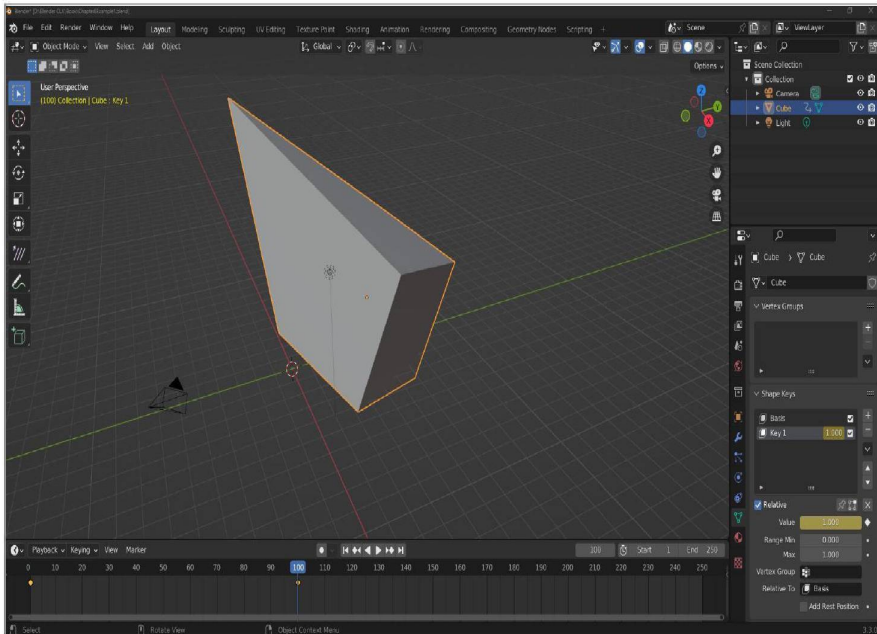 File Edit Render Window Help Layout Modeling Sculpting UV Editing Texture Paint Shading Animation Rendering Compositing Geometry Nodes Scripting + Scene ViewLayer
Object Mode View Select Add Object Global
Options
User Perspective
(100) Collection | Cube : Key 1
Z
Y
X
Scene Collection
Collection
Camera
Cube
Light
Cube Cube
Cube
Vertex Groups
Shape Keys
Basis
Key 1 1.000
Relative
Value 1.000
Range Min 0.000
Max 1.000
Vertex Group
Relative To Basis
Add Rest Position
Playback Keying View Marker 100 Start 1 End 250
0 10 20 30 40 50 60 70 80 90 100 110 120 130 140 150 160 170 180 190 200 210 220 230 240 250
Select Rotate View Object Context Menu